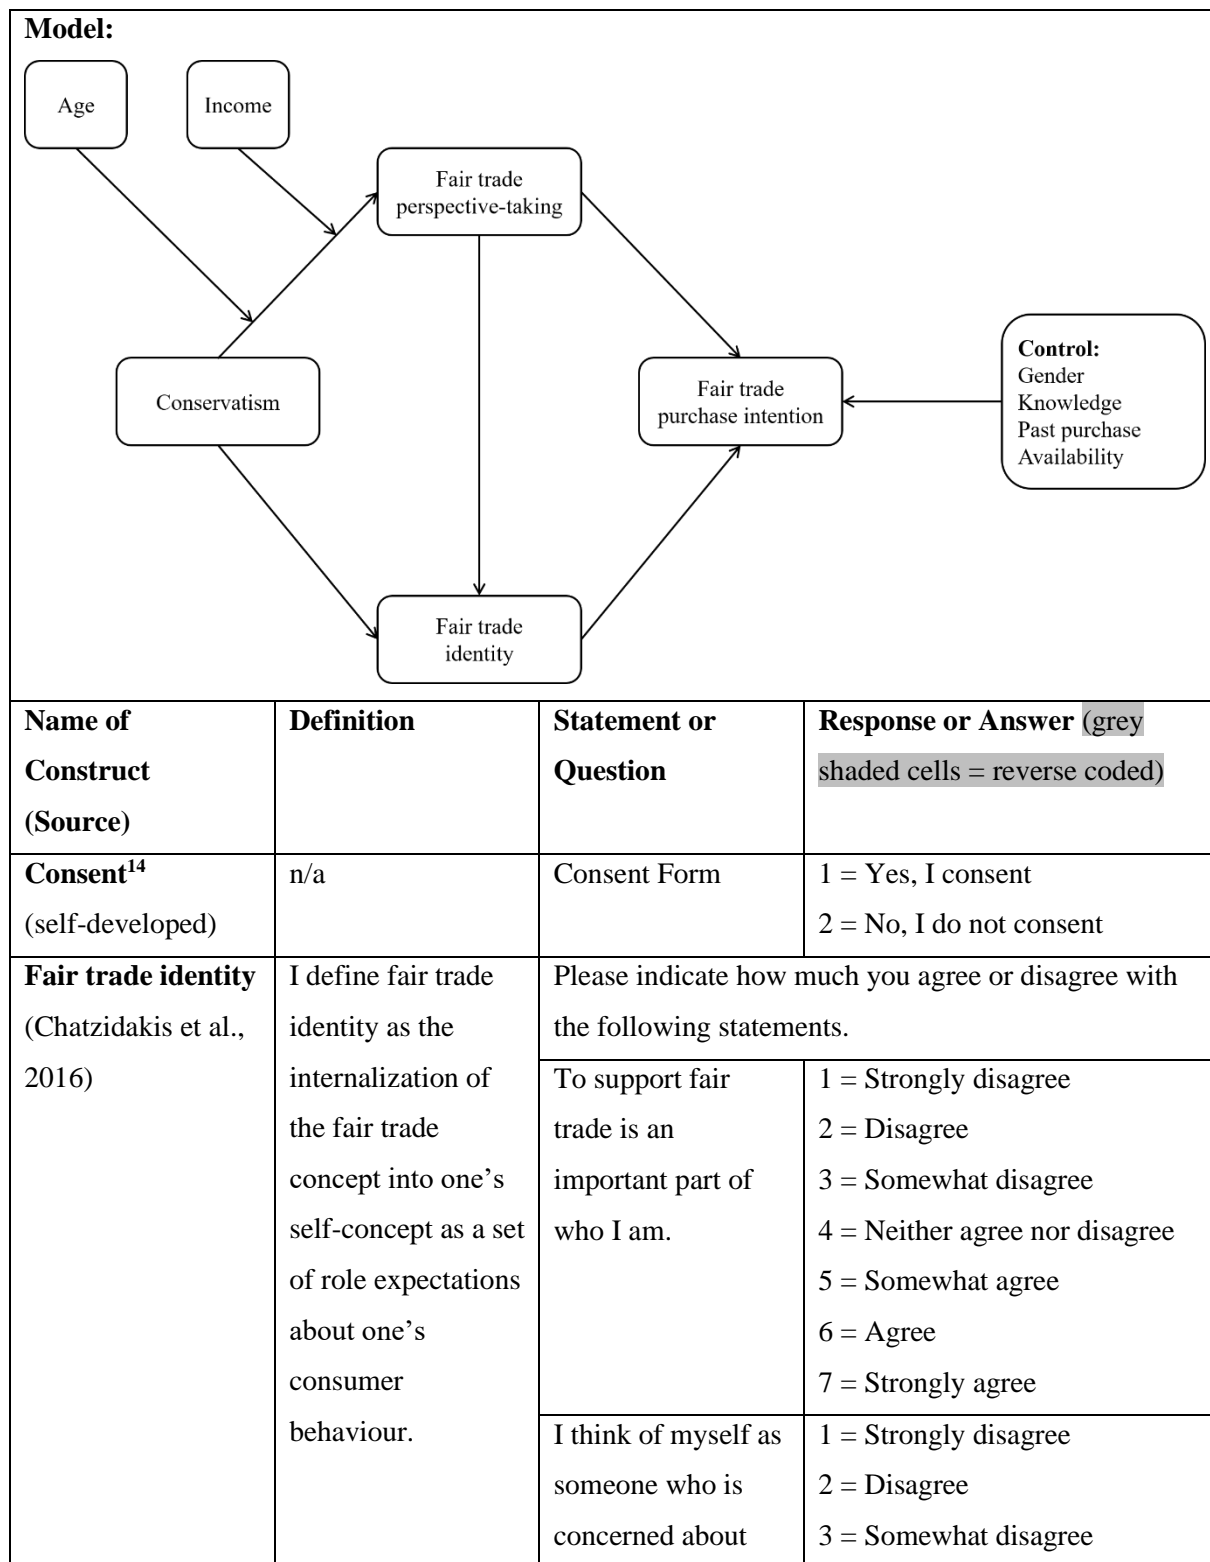 Model:
Age
Income
Fair trade
perspective-taking
Conservatism
Fair trade
purchase intention
Control:
Gender
Knowledge
Past purchase
Availability
Fair trade
identity
Name of
Construct
(Source)
Definition
Statement or
Question
Response or Answer (grey
shaded cells = reverse coded)
Consent14
(self-developed)
n/a
Consent Form
1 = Yes, I consent
2 = No, I do not consent
Fair trade identity
(Chatzidakis et al.,
2016)
I define fair trade
identity as the
internalization of
the fair trade
concept into one’s
self-concept as a set
of role expectations
about one’s
consumer
behaviour.
Please indicate how much you agree or disagree with
the following statements.
To support fair
trade is an
important part of
who I am.
1 = Strongly disagree
2 = Disagree
3 = Somewhat disagree
4 = Neither agree nor disagree
5 = Somewhat agree
6 = Agree
7 = Strongly agree
I think of myself as
someone who is
concerned about
1 = Strongly disagree
2 = Disagree
3 = Somewhat disagree